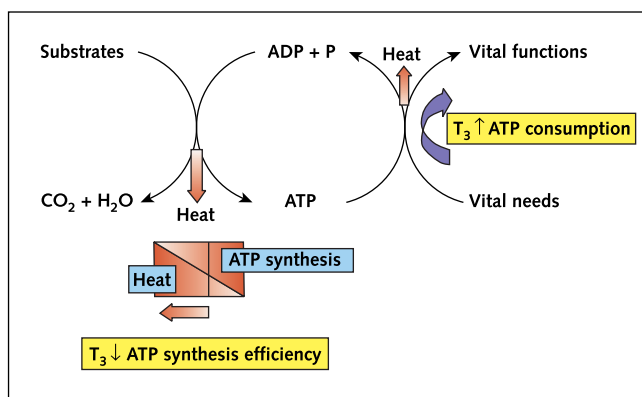 Substrates
ADP + P
Heat
Vital functions
T₃ ↑ ATP consumption
CO₂ + H₂O
Heat
ATP
Vital needs
ATP synthesis
Heat
T₃ ↓ ATP synthesis efficiency